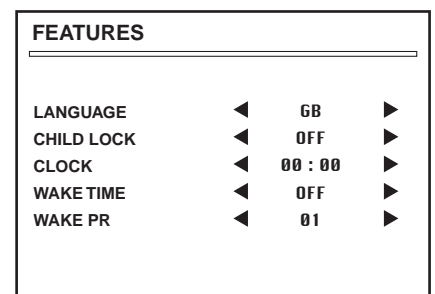 FEATURES
LANGUAGE ◀ GB ▶
CHILD LOCK ◀ OFF ▶
CLOCK ◀ 00 : 00 ▶
WAKE TIME ◀ OFF ▶
WAKE PR ◀ 01 ▶